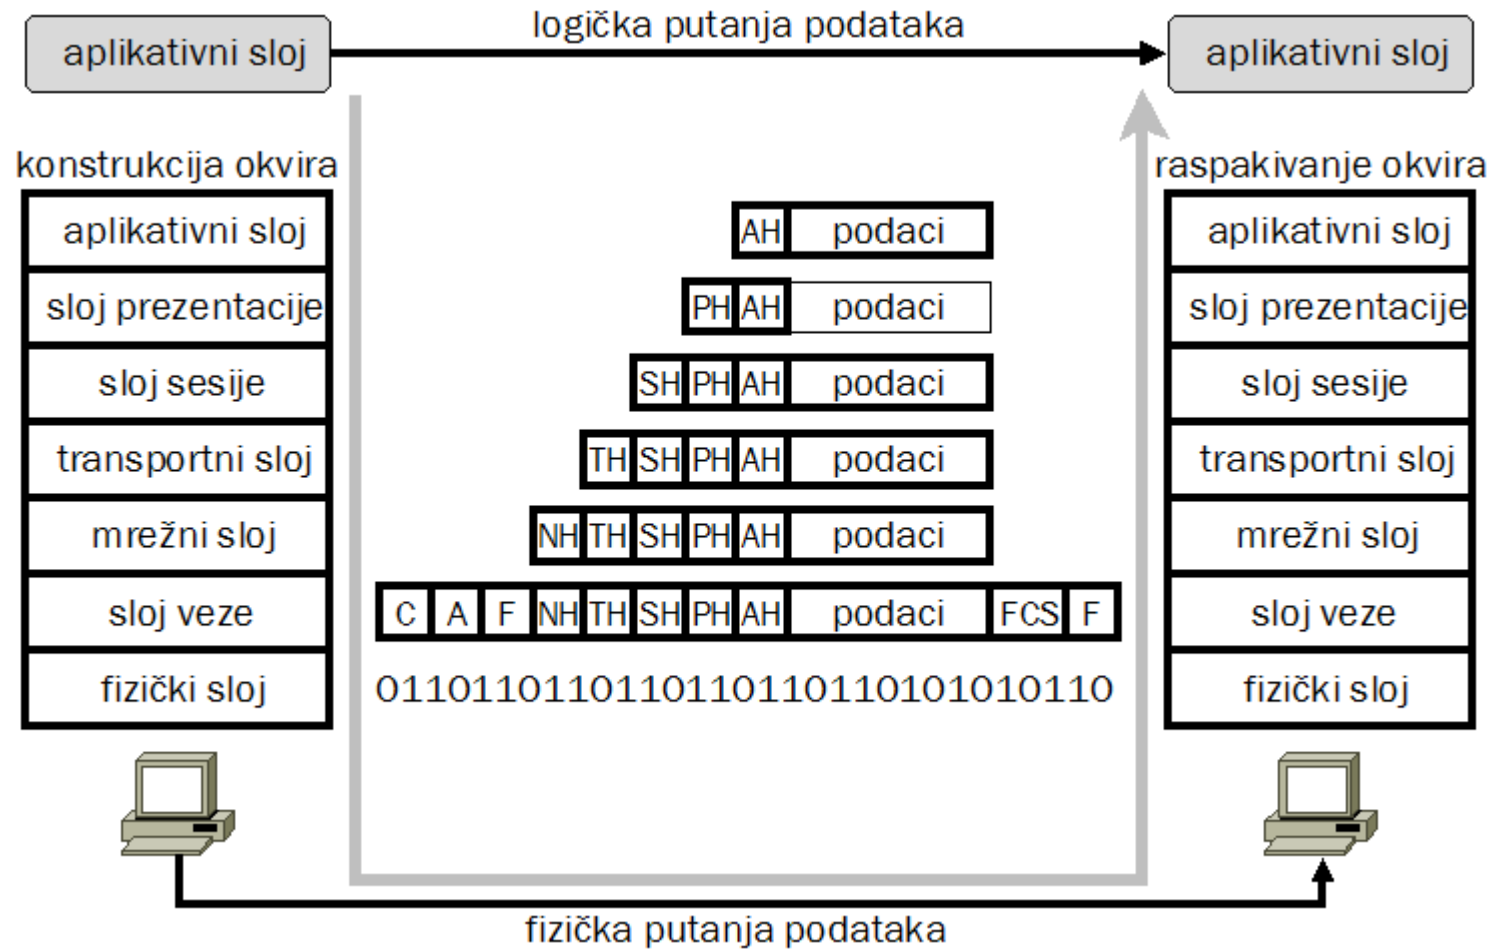 logička putanja podataka
aplikativni sloj
aplikativni sloj
konstrukcija okvira
raspakivanje okvira
aplikativni sloj
AH podaci
aplikativni sloj
sloj prezentacije
PH AH podaci
sloj prezentacije
sloj sesije
SH PH AH podaci
sloj sesije
transportni sloj
TH SH PH AH podaci
transportni sloj
mrežni sloj
NH TH SH PH AH podaci
mrežni sloj
sloj veze
C A F NH TH SH PH AH podaci FCS F
sloj veze
fizički sloj
0110110110110110110110101010110
fizički sloj
fizička putanja podataka